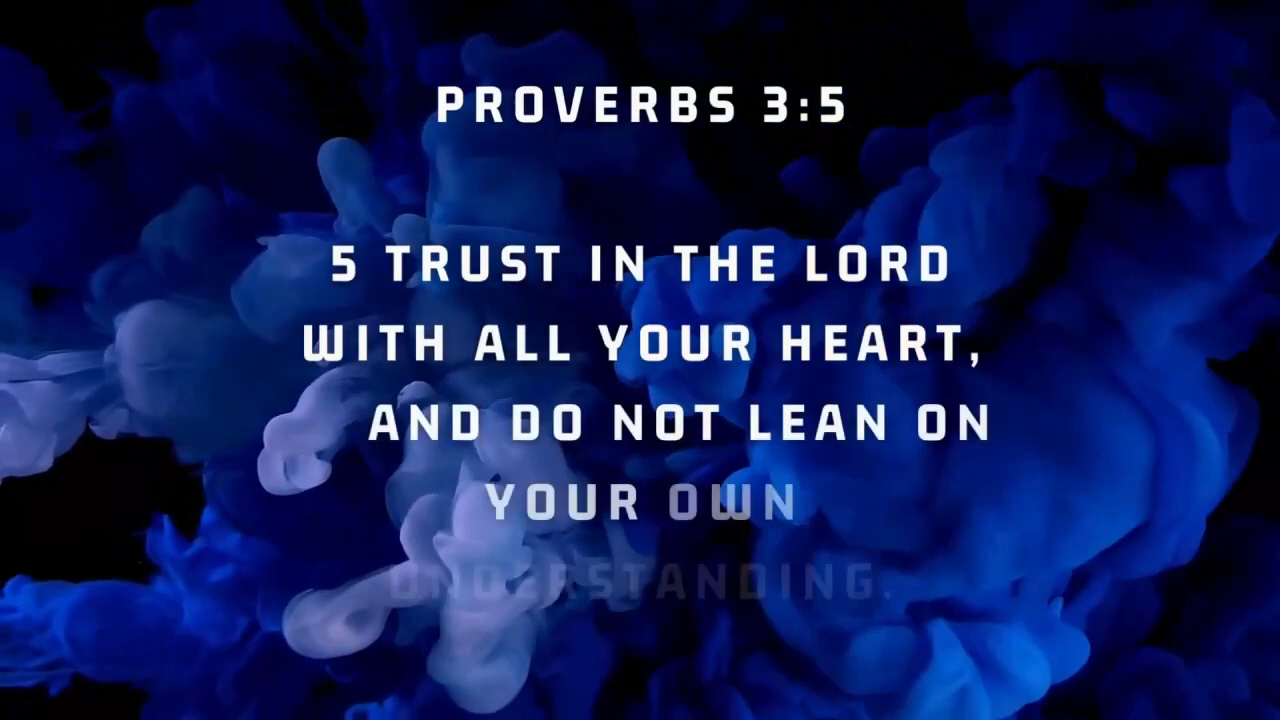 PROVERBS 3:5
5 TRUST IN THE LORD
WITH ALL YOUR HEART,
AND DO NOT LEAN ON
YOUR OWN
UNDERSTANDING.